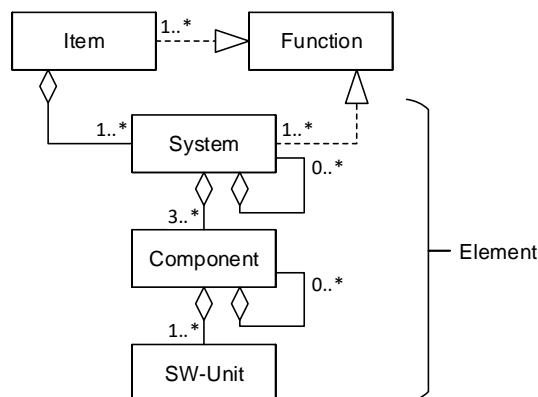 Item
1..*
Function
1..*
System
1..*
0..*
3..*
Component
0..*
Element
1..*
SW-Unit